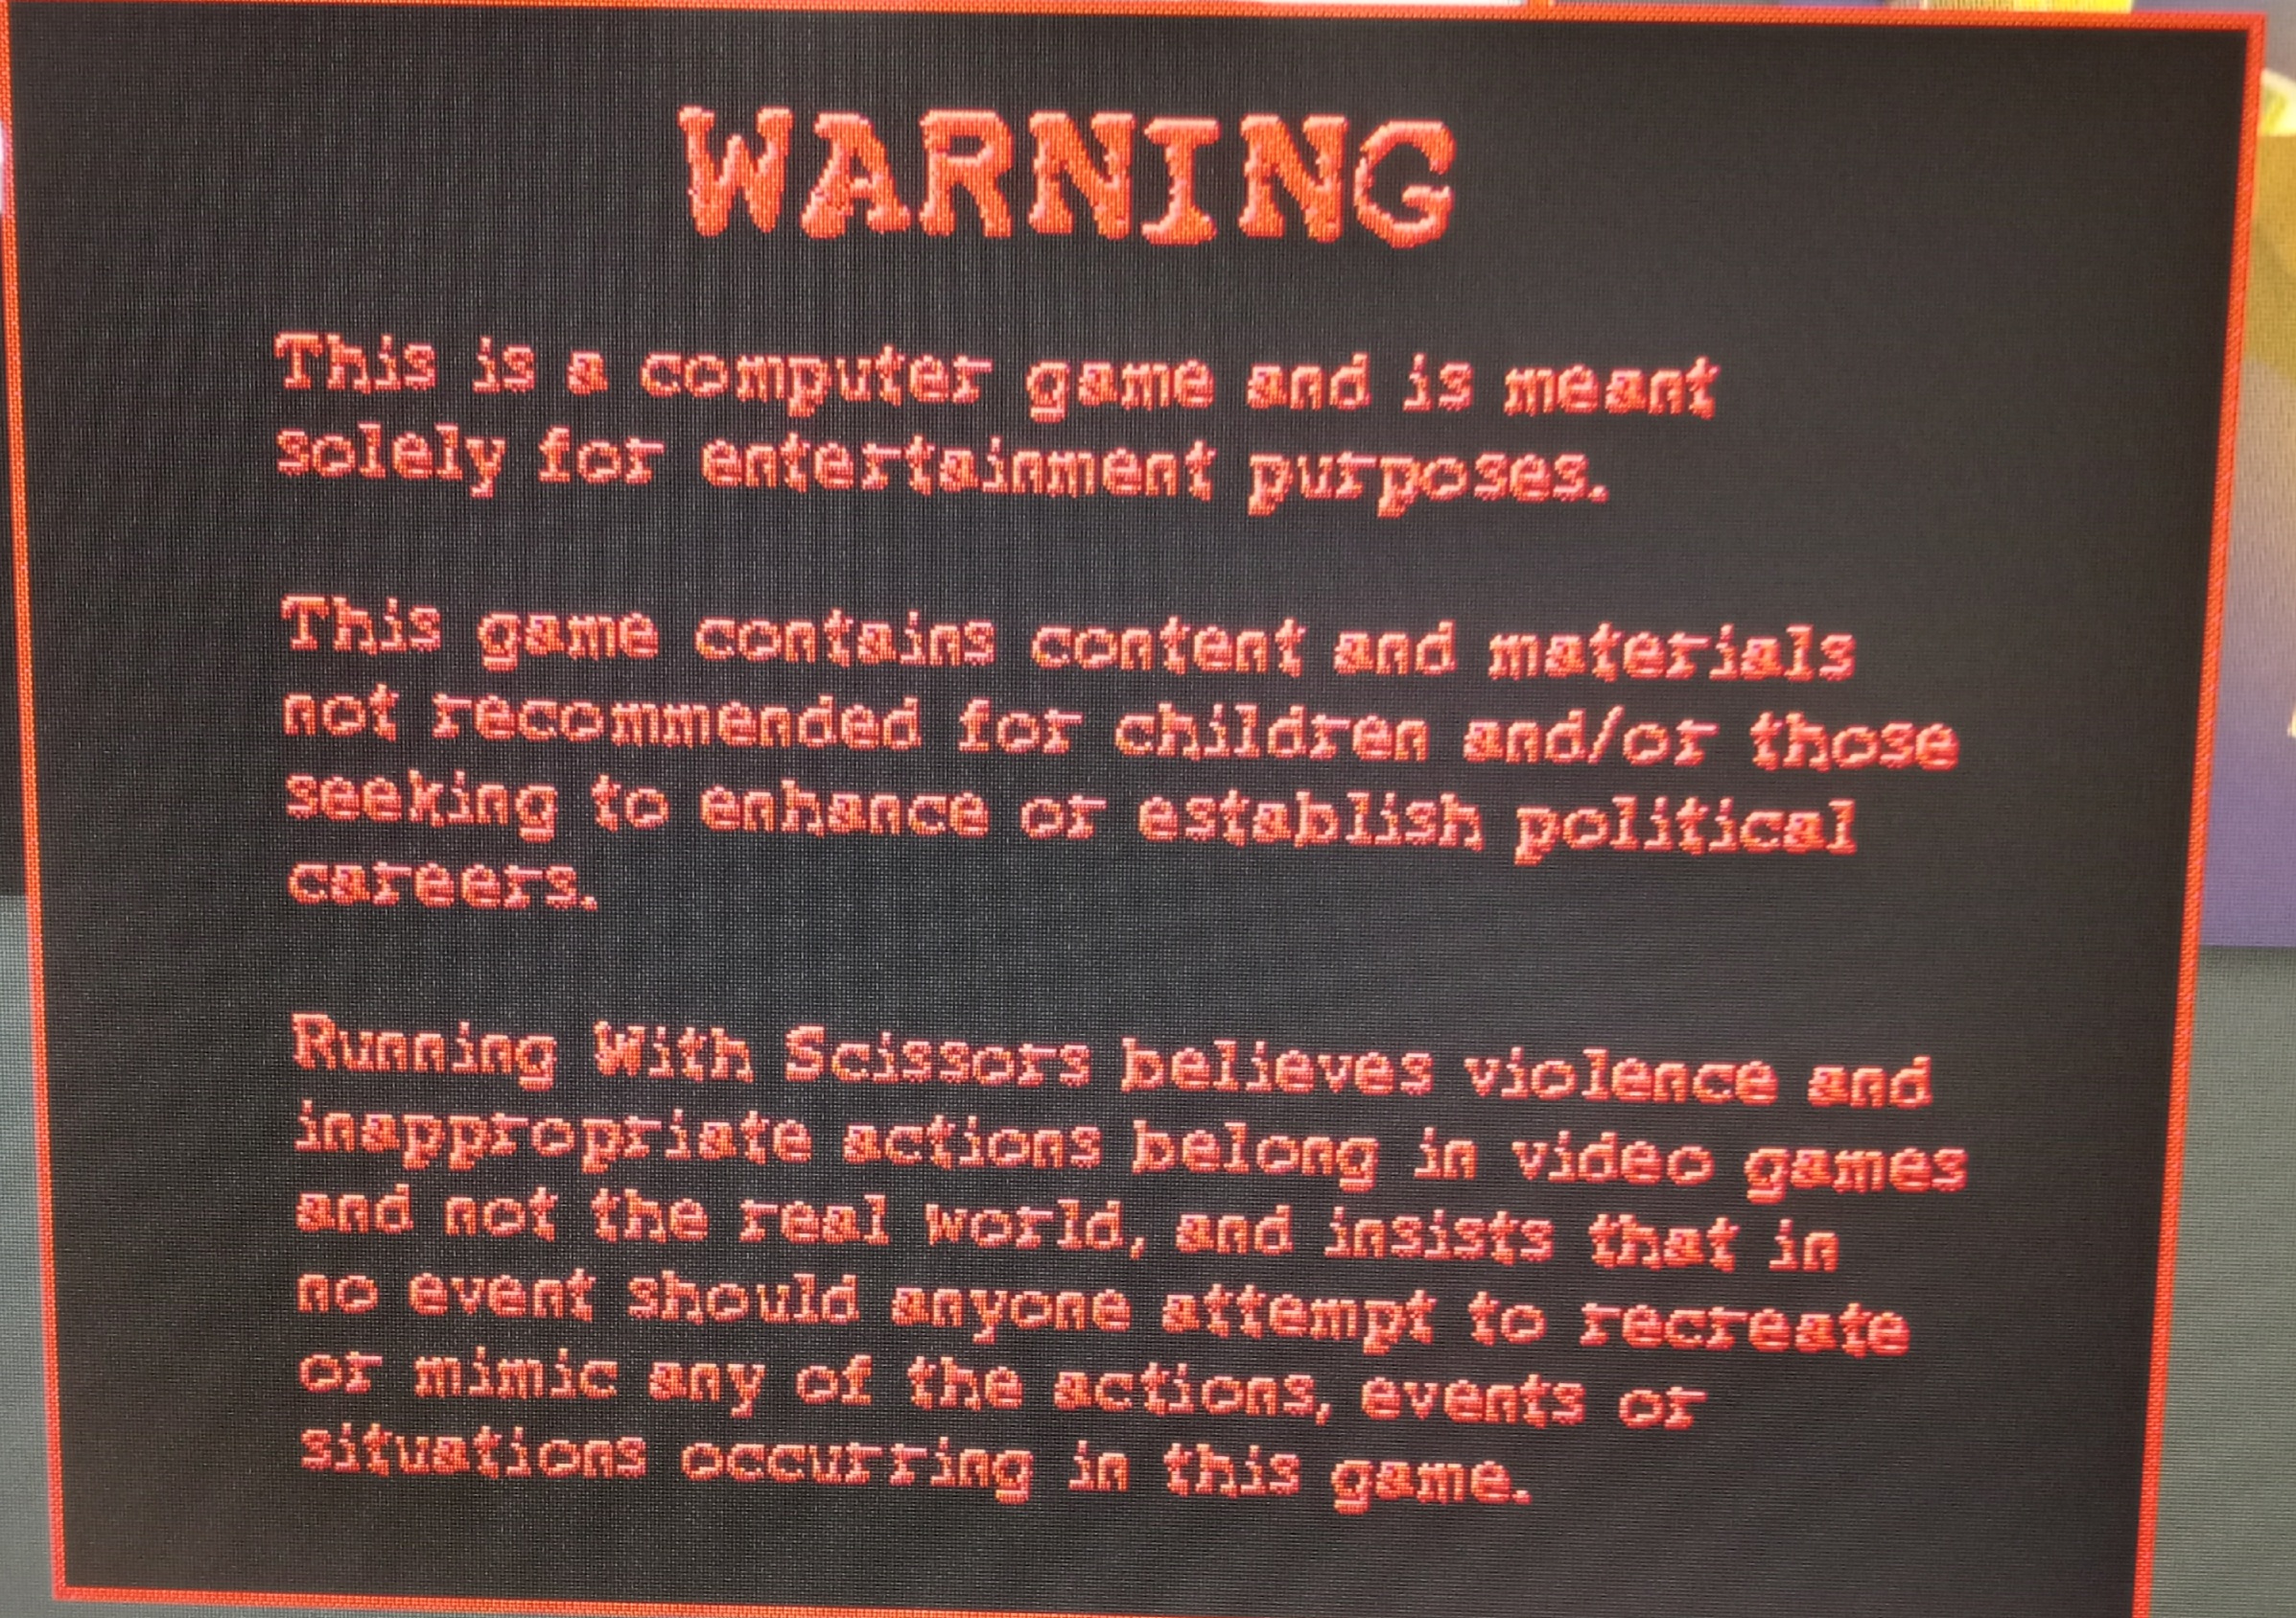 WARNING
This is a computer game and is meant
solely for entertainment purposes.
This game contains content and materials
not recommended for children and/or those
seeking to enhance or establish political
careers.
Running With Scissors believes violence and
inappropriate actions belong in video games
and not the real world, and insists that in
no event should anyone attempt to recreate
or mimic any of the actions, events or
situations occurring in this game.